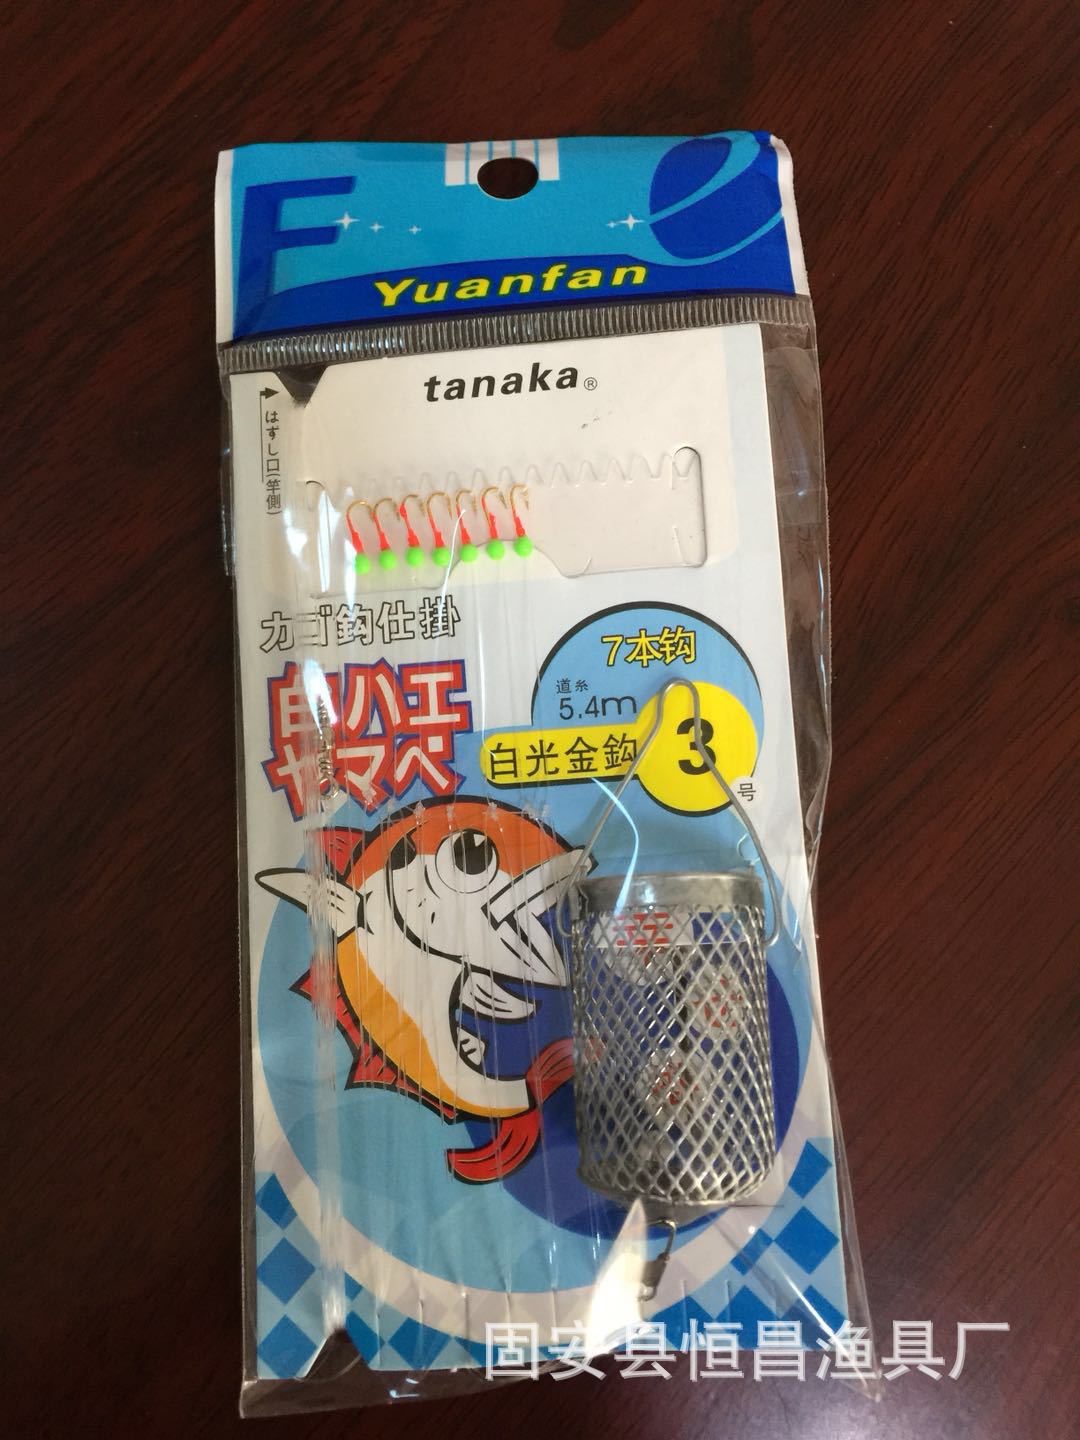 F e
Yuanfan
tanaka®
はずし口(竿側)
カゴ鈎仕掛
白ハエ
ヤマベ
7本钩
道糸
5.4m
白光金鈎
3
号
固安县恒昌渔具厂